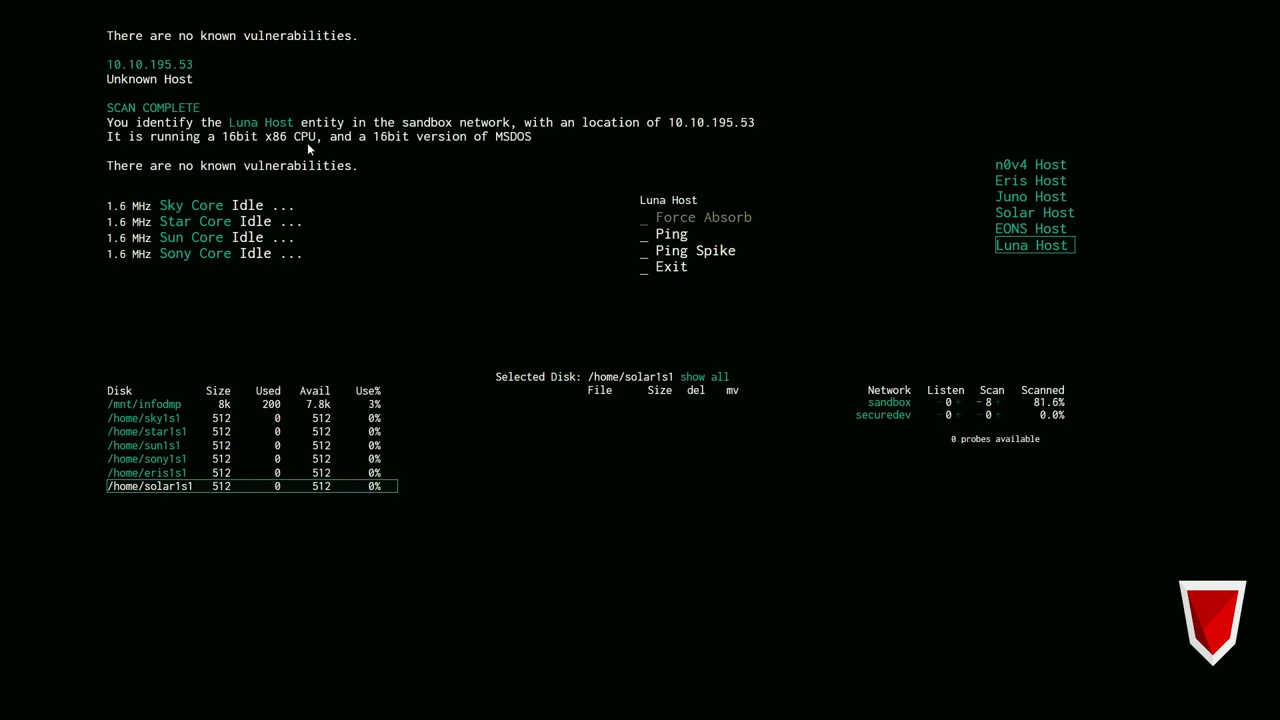 There are no known vulnerabilities.
10.10.195.53
Unknown Host
SCAN COMPLETE
You identify the Luna Host entity in the sandbox network, with an location of 10.10.195.53
It is running a 16bit x86 CPU, and a 16bit version of MSDOS
There are no known vulnerabilities.
1.6 MHz Sky Core Idle ...
1.6 MHz Star Core Idle ...
1.6 MHz Sun Core Idle ...
1.6 MHz Sony Core Idle ...
Luna Host
_ Force Absorb
_ Ping
_ Ping Spike
_ Exit
n0v4 Host
Eris Host
Juno Host
Solar Host
EONS Host
Luna Host
Disk Size Used Avail Use%
/mnt/infodmp 8k 200 7.8k 3%
/home/sky1s1 512 0 512 0%
/home/star1s1 512 0 512 0%
/home/sun1s1 512 0 512 0%
/home/sony1s1 512 0 512 0%
/home/eris1s1 512 0 512 0%
/home/solar1s1 512 0 512 0%
Selected Disk: /home/solar1s1 show all
File Size del mv
Network Listen Scan Scanned
sandbox - 0 + - 8 + 81.6%
securedev - 0 + - 0 + 0.0%
0 probes available